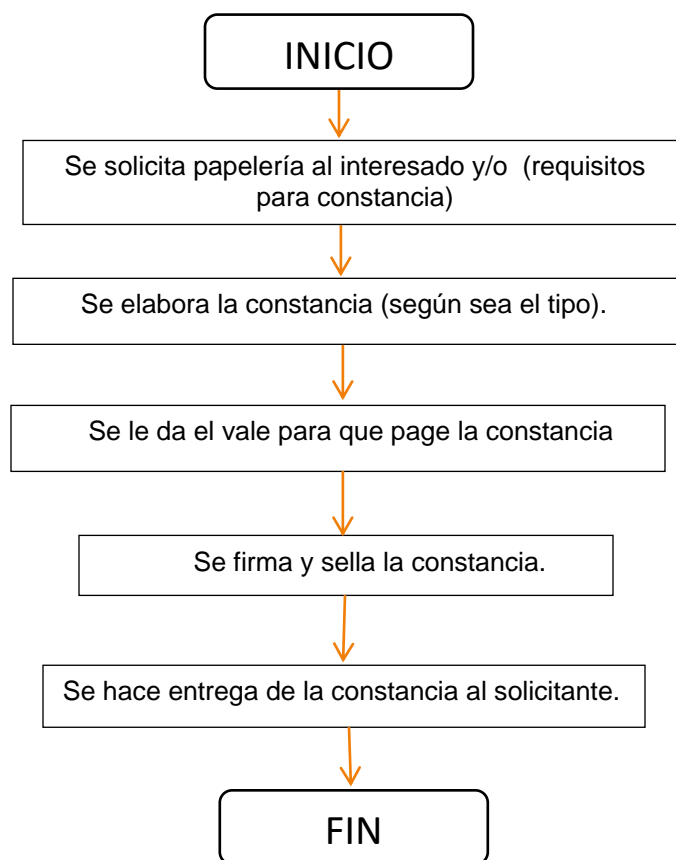 INICIO
Se solicita papelería al interesado y/o (requisitos
para constancia)
Se elabora la constancia (según sea el tipo).
Se le da el vale para que page la constancia
Se firma y sella la constancia.
Se hace entrega de la constancia al solicitante.
FIN